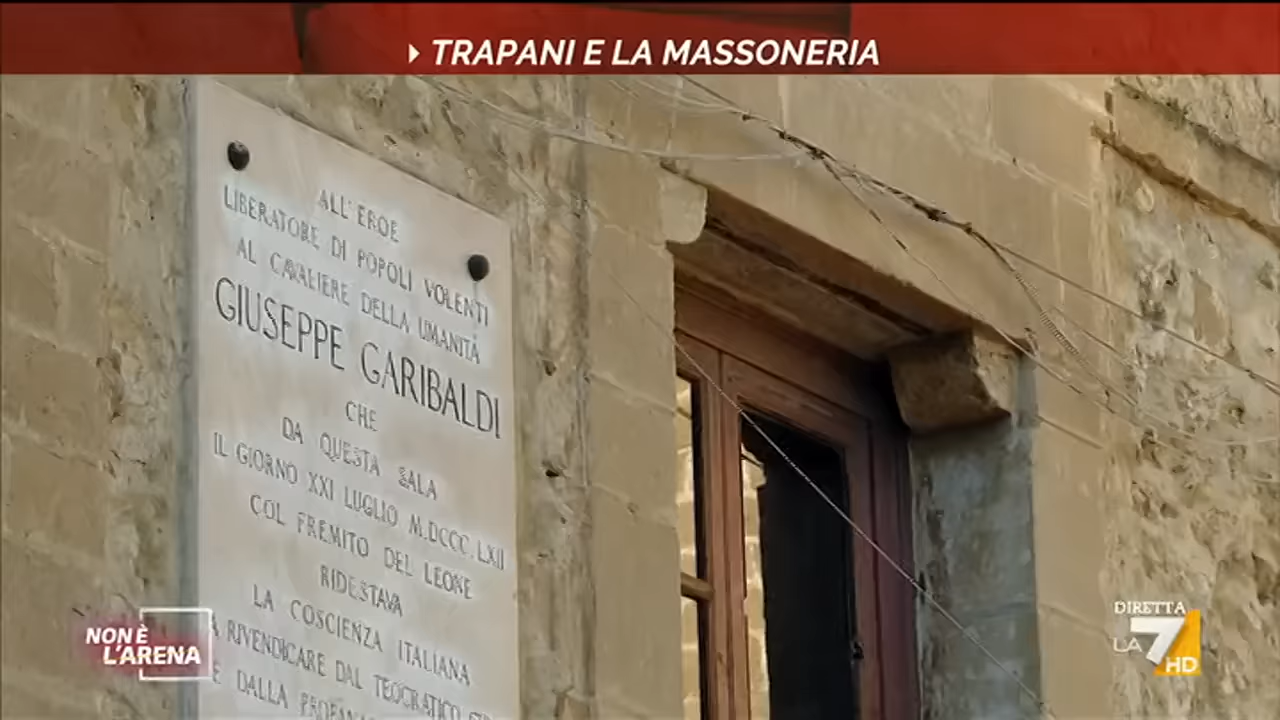 TRAPANI E LA MASSONERIA
ALL'EROE
LIBERATORE DI POPOLI VOLENTI
AL CAVALIERE DELLA UMANITÀ
GIUSEPPE GARIBALDI
CHE
DA QUESTA SALA
IL GIORNO XXI LUGLIO M.DCCC.LXII
COL FREMITO DEL LEONE
RIDESTAVA
LA COSCIENZA ITALIANA
A RIVENDICARE DAL TEOCRATICO
E DALLA
NON È
L'ARENA
DIRETTA
LA 7
HD